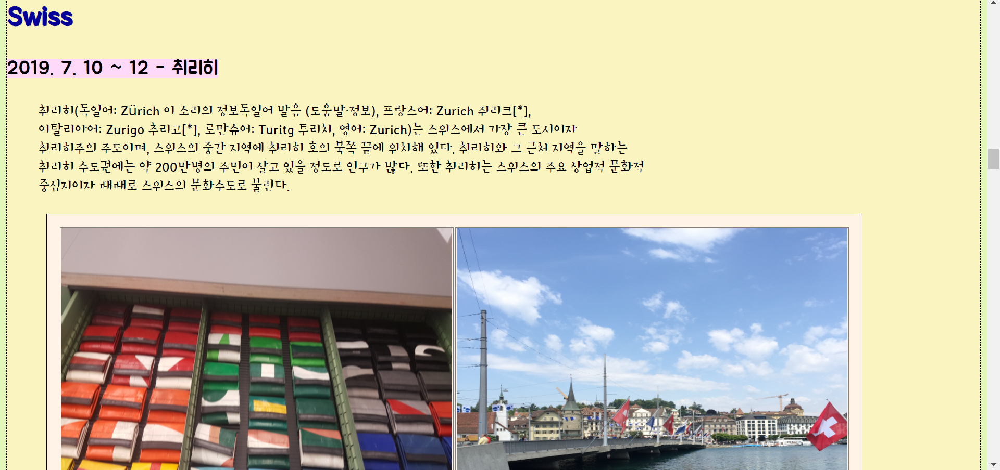 Swiss
2019. 7. 10 ~ 12 - 취리히
취리히(독일어: ZÜrich 이 소리의 정보독일어 발음 (도움말·정보), 프랑스어: Zurich 쥐리크[*],
이탈리아어: Zurigo 추리고[*], 로만슈어: Turitg 투리치, 영어: Zurich)는 스위스에서 가장 큰 도시이자
취리히주의 주도이며, 스위스의 중간 지역에 취리히 호의 북쪽 끝에 위치해 있다. 취리히와 그 근처 지역을 말하는
취리히 수도권에는 약 200만명의 주민이 살고 있을 정도로 인구가 많다. 또한 취리히는 스위스의 주요 상업적 문화적
중심지이자 때때로 스위스의 문화수도로 불린다.